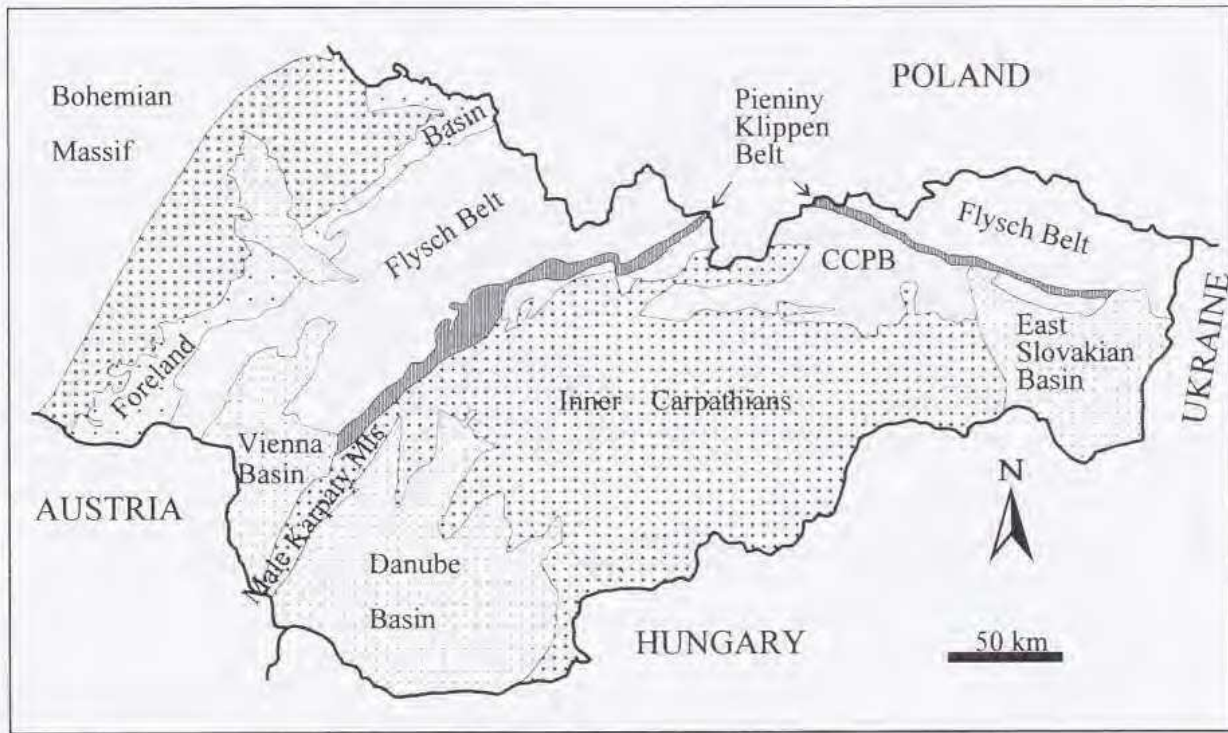 Bohemian
Massif
POLAND
Pieniny
Klippen
Belt
Basin
Flysch Belt
Flysch Belt
CCPB
UKRAINE
East
Slovakian
Basin
Foreland
Inner Carpathians
Vienna
Basin
Male Karpaty Mts
N
AUSTRIA
Danube
Basin
HUNGARY
50 km